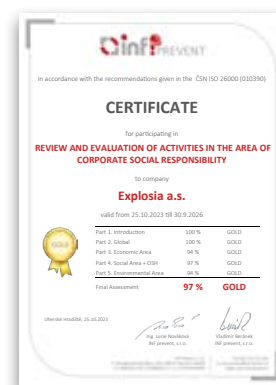 inf PREVENT
In accordance with the recommendations given in the ČSN ISO 26000 (010390)
CERTIFICATE
for participating in
REVIEW AND EVALUATION OF ACTIVITIES IN THE AREA OF
CORPORATE SOCIAL RESPONSIBILITY
to company
Explosia a.s.
valid from 25.10.2023 till 30.9.2026
Part 1. Introduction 100 % GOLD
Part 2. Global 100 % GOLD
Part 3. Economic Area 94 % GOLD
Part 4. Social Area + OSH 97 % GOLD
Part 5. Environmental Area 94 % GOLD
Final Assessment 97 % GOLD
GOLD
Uherské Hradiště, 25.10.2023
Ing. Lucie Nováková
INF prevent, s.r.o.
Vladimír Beránek
INF prevent, s.r.o.